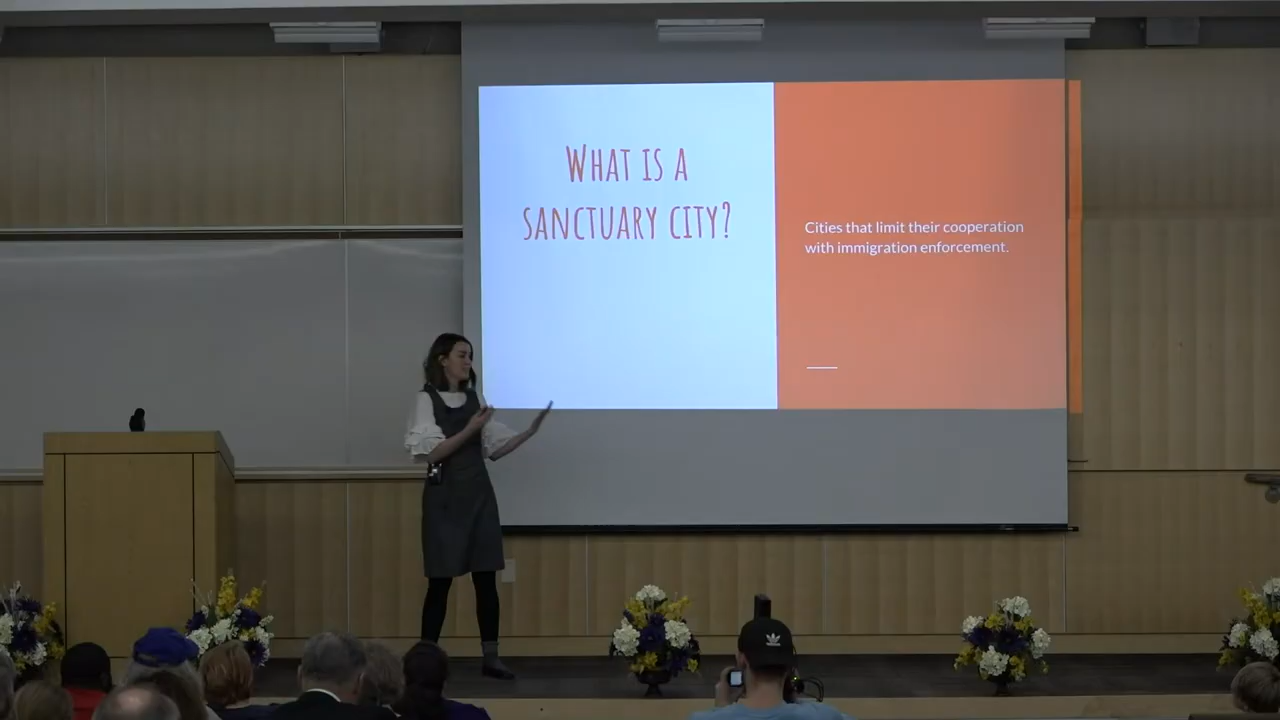 WHAT IS A
SANCTUARY CITY?
Cities that limit their cooperation
with immigration enforcement.